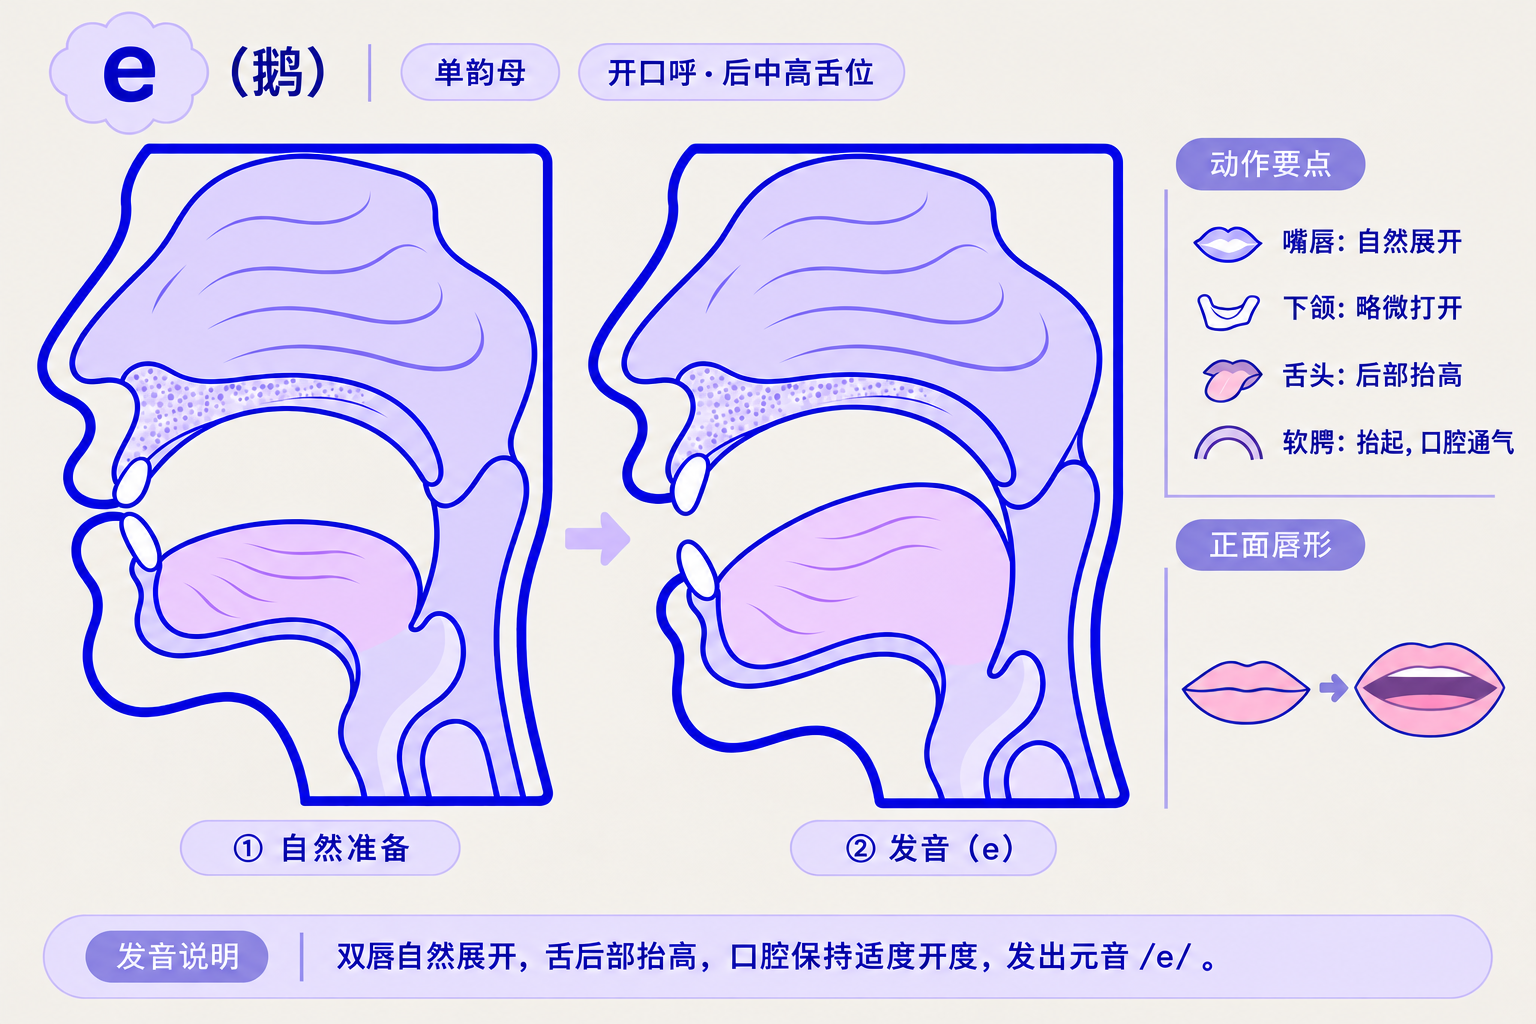 e （鹅） 单韵母 开口呼·后中高舌位
动作要点
嘴唇：自然展开
下颌：略微打开
舌头：后部抬高
软腭：抬起，口腔通气
正面唇形
① 自然准备
② 发音（e）
发音说明 双唇自然展开，舌后部抬高，口腔保持适度开度，发出元音 /e/ 。